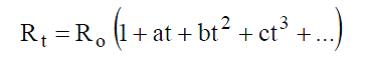 Rₜ = Rₒ (1 + at + bt² + ct³ + ...)